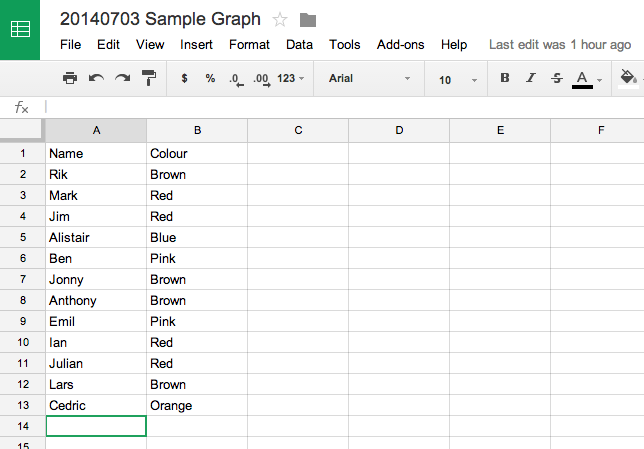 20140703 Sample Graph
File Edit View Insert Format Data Tools Add-ons Help Last edit was 1 hour ago
$ % .0 .00 123 Arial 10 B I S A
fx
A B C D E F
1 Name Colour
2 Rik Brown
3 Mark Red
4 Jim Red
5 Alistair Blue
6 Ben Pink
7 Jonny Brown
8 Anthony Brown
9 Emil Pink
10 Ian Red
11 Julian Red
12 Lars Brown
13 Cedric Orange
14
15